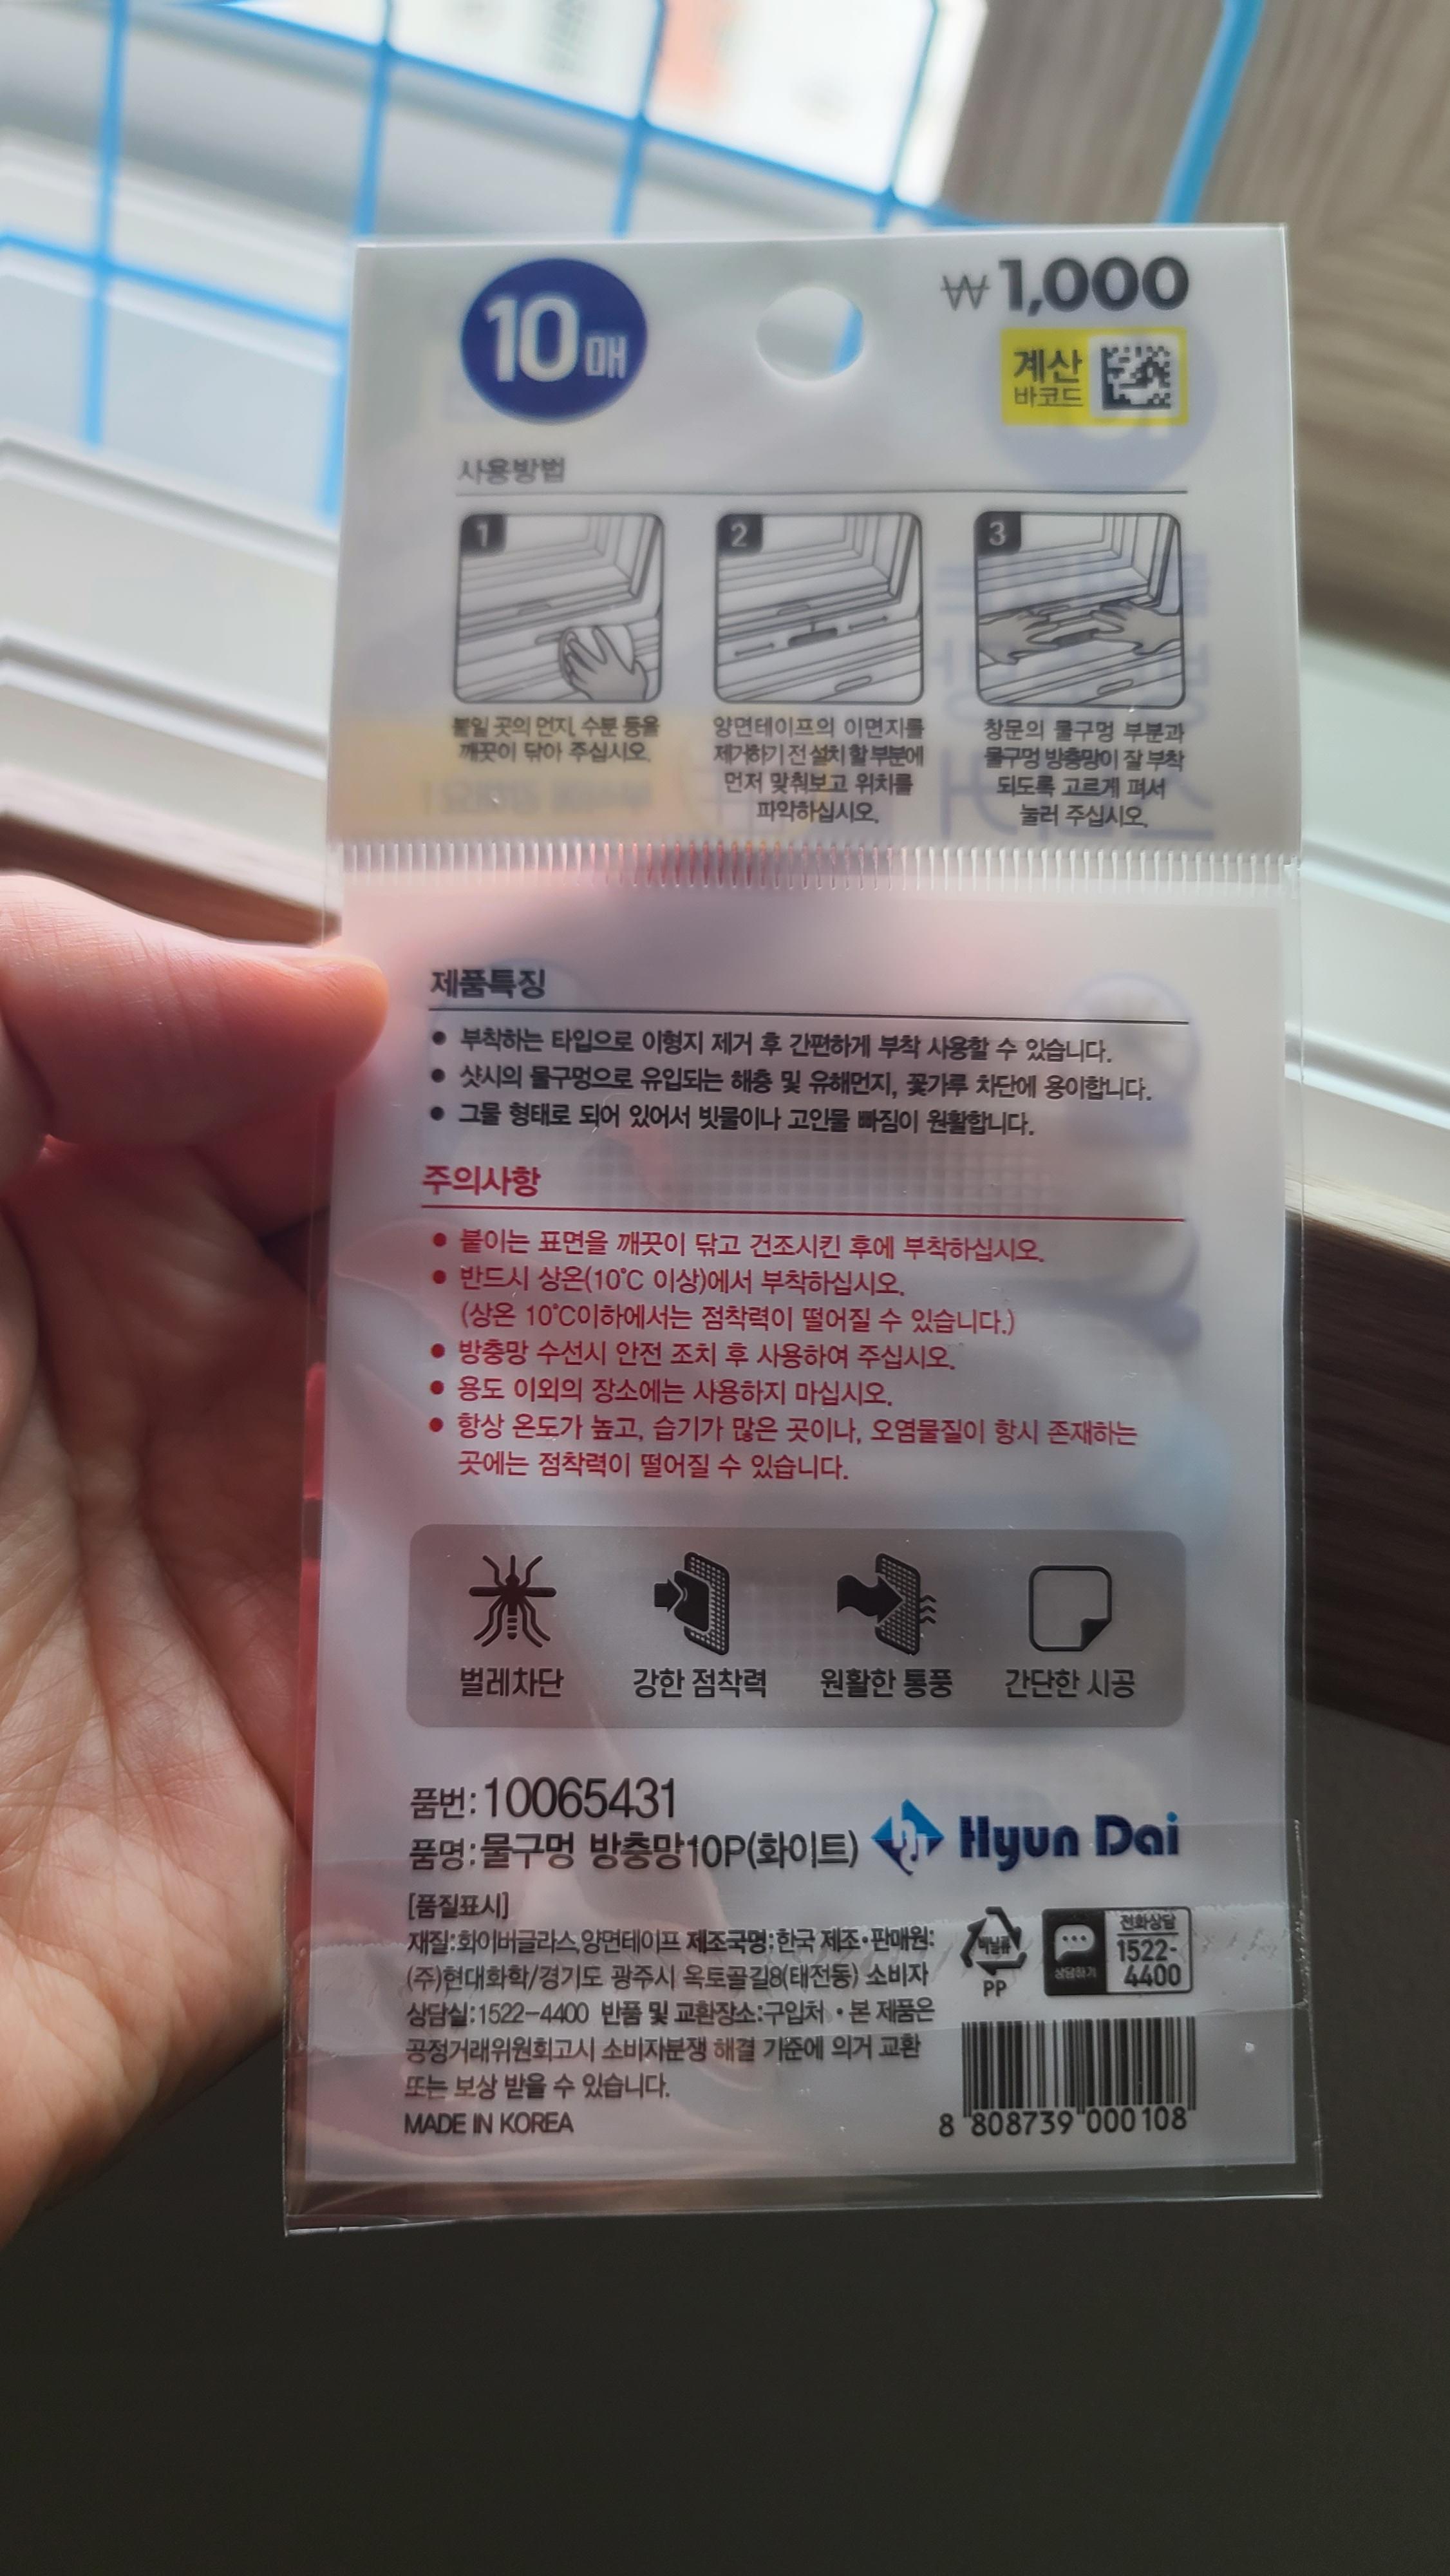 10매
₩1,000
계산
바코드
사용방법
1
붙일 곳의 먼지, 수분 등을
깨끗이 닦아 주십시오.
2
양면테이프의 이면지를
제거하기 전 설치 할 부분에
먼저 맞춰보고 위치를
파악하십시오.
3
창문의 물구멍 부분과
물구멍 방충망이 잘 부착
되도록 고르게 펴서
눌러 주십시오.
제품특징
● 부착하는 타입으로 이형지 제거 후 간편하게 부착 사용할 수 있습니다.
● 샷시의 물구멍으로 유입되는 해충 및 유해먼지, 꽃가루 차단에 용이합니다.
● 그물 형태로 되어 있어서 빗물이나 고인물 빠짐이 원활합니다.
주의사항
● 붙이는 표면을 깨끗이 닦고 건조시킨 후에 부착하십시오.
● 반드시 상온(10℃ 이상)에서 부착하십시오.
(상온 10℃이하에서는 점착력이 떨어질 수 있습니다.)
● 방충망 수선시 안전 조치 후 사용하여 주십시오.
● 용도 이외의 장소에는 사용하지 마십시오.
● 항상 온도가 높고, 습기가 많은 곳이나, 오염물질이 항시 존재하는
곳에는 점착력이 떨어질 수 있습니다.
벌레차단
강한 점착력
원활한 통풍
간단한 시공
품번:10065431
품명:물구멍 방충망10P(화이트)
Hyun Dai
[품질표시]
재질:화이버글라스,양면테이프 제조국명:한국 제조•판매원:
(주)현대화학/경기도 광주시 옥로골길8(태전동) 소비자
상담실:1522-4400 반품 및 교환장소:구입처 • 본 제품은
공정거래위원회고시 소비자분쟁 해결 기준에 의거 교환
또는 보상 받을 수 있습니다.
MADE IN KOREA
비닐류
PP
상담하기
전화상담
1522-
4400
8 808739 000108